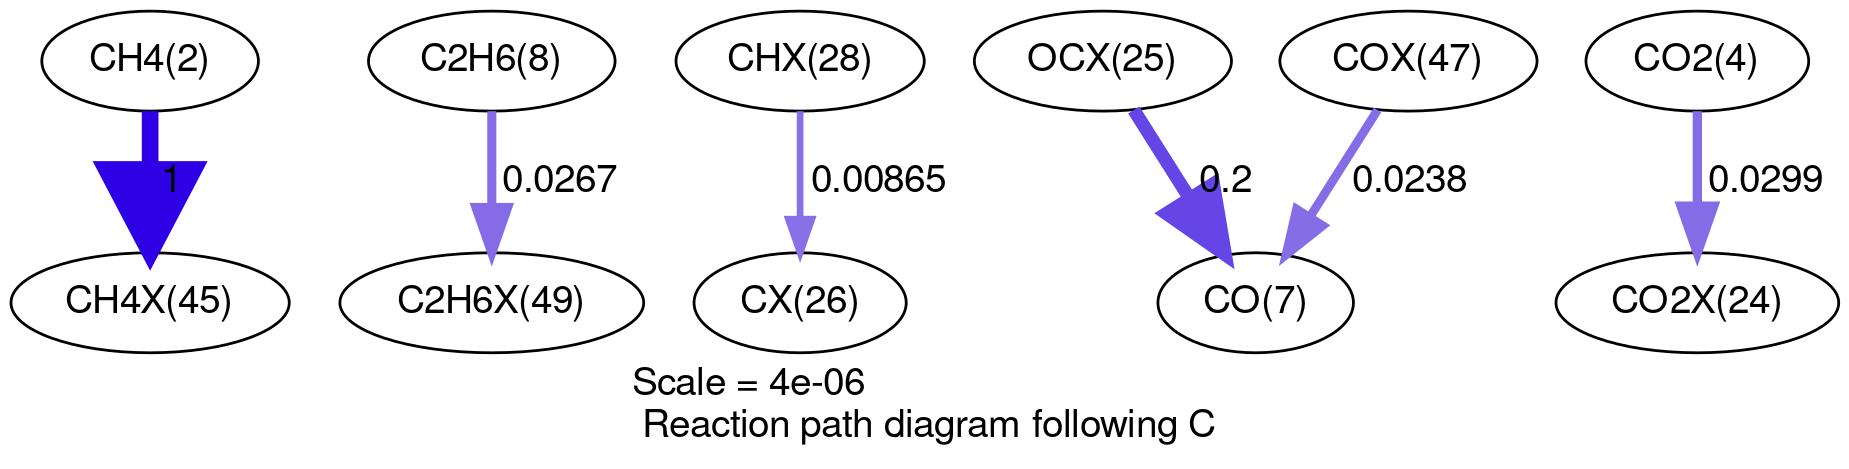 CH4(2)
C2H6(8)
CHX(28)
OCX(25)
COX(47)
CO2(4)
1
0.0267
0.00865
0.2
0.0238
0.0299
CH4X(45)
C2H6X(49)
CX(26)
CO(7)
CO2X(24)
Scale = 4e-06
Reaction path diagram following C